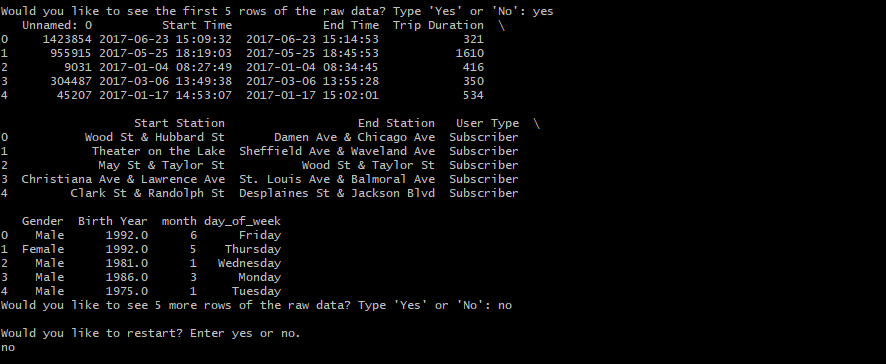 Would you like to see the first 5 rows of the raw data? Type 'Yes' or 'No': yes
   Unnamed: 0          Start Time             End Time  Trip Duration  \
0     1423854 2017-06-23 15:09:32  2017-06-23 15:14:53            321
1      955915 2017-05-25 18:19:03  2017-05-25 18:45:53           1610
2        9031 2017-01-04 08:27:49  2017-01-04 08:34:45            416
3      304487 2017-03-06 13:49:38  2017-03-06 13:55:28            350
4       45207 2017-01-17 14:53:07  2017-01-17 15:02:01            534

                   Start Station                   End Station   User Type  \
0            Wood St & Hubbard St       Damen Ave & Chicago Ave  Subscriber
1             Theater on the Lake  Sheffield Ave & Waveland Ave  Subscriber
2              May St & Taylor St           Wood St & Taylor St  Subscriber
3  Christiana Ave & Lawrence Ave  St. Louis Ave & Balmoral Ave  Subscriber
4          Clark St & Randolph St  Desplaines St & Jackson Blvd  Subscriber

   Gender  Birth Year  month day_of_week
0    Male      1992.0      6      Friday
1  Female      1992.0      5    Thursday
2    Male      1981.0      1   Wednesday
3    Male      1986.0      3      Monday
4    Male      1975.0      1     Tuesday
Would you like to see 5 more rows of the raw data? Type 'Yes' or 'No': no

Would you like to restart? Enter yes or no.
no